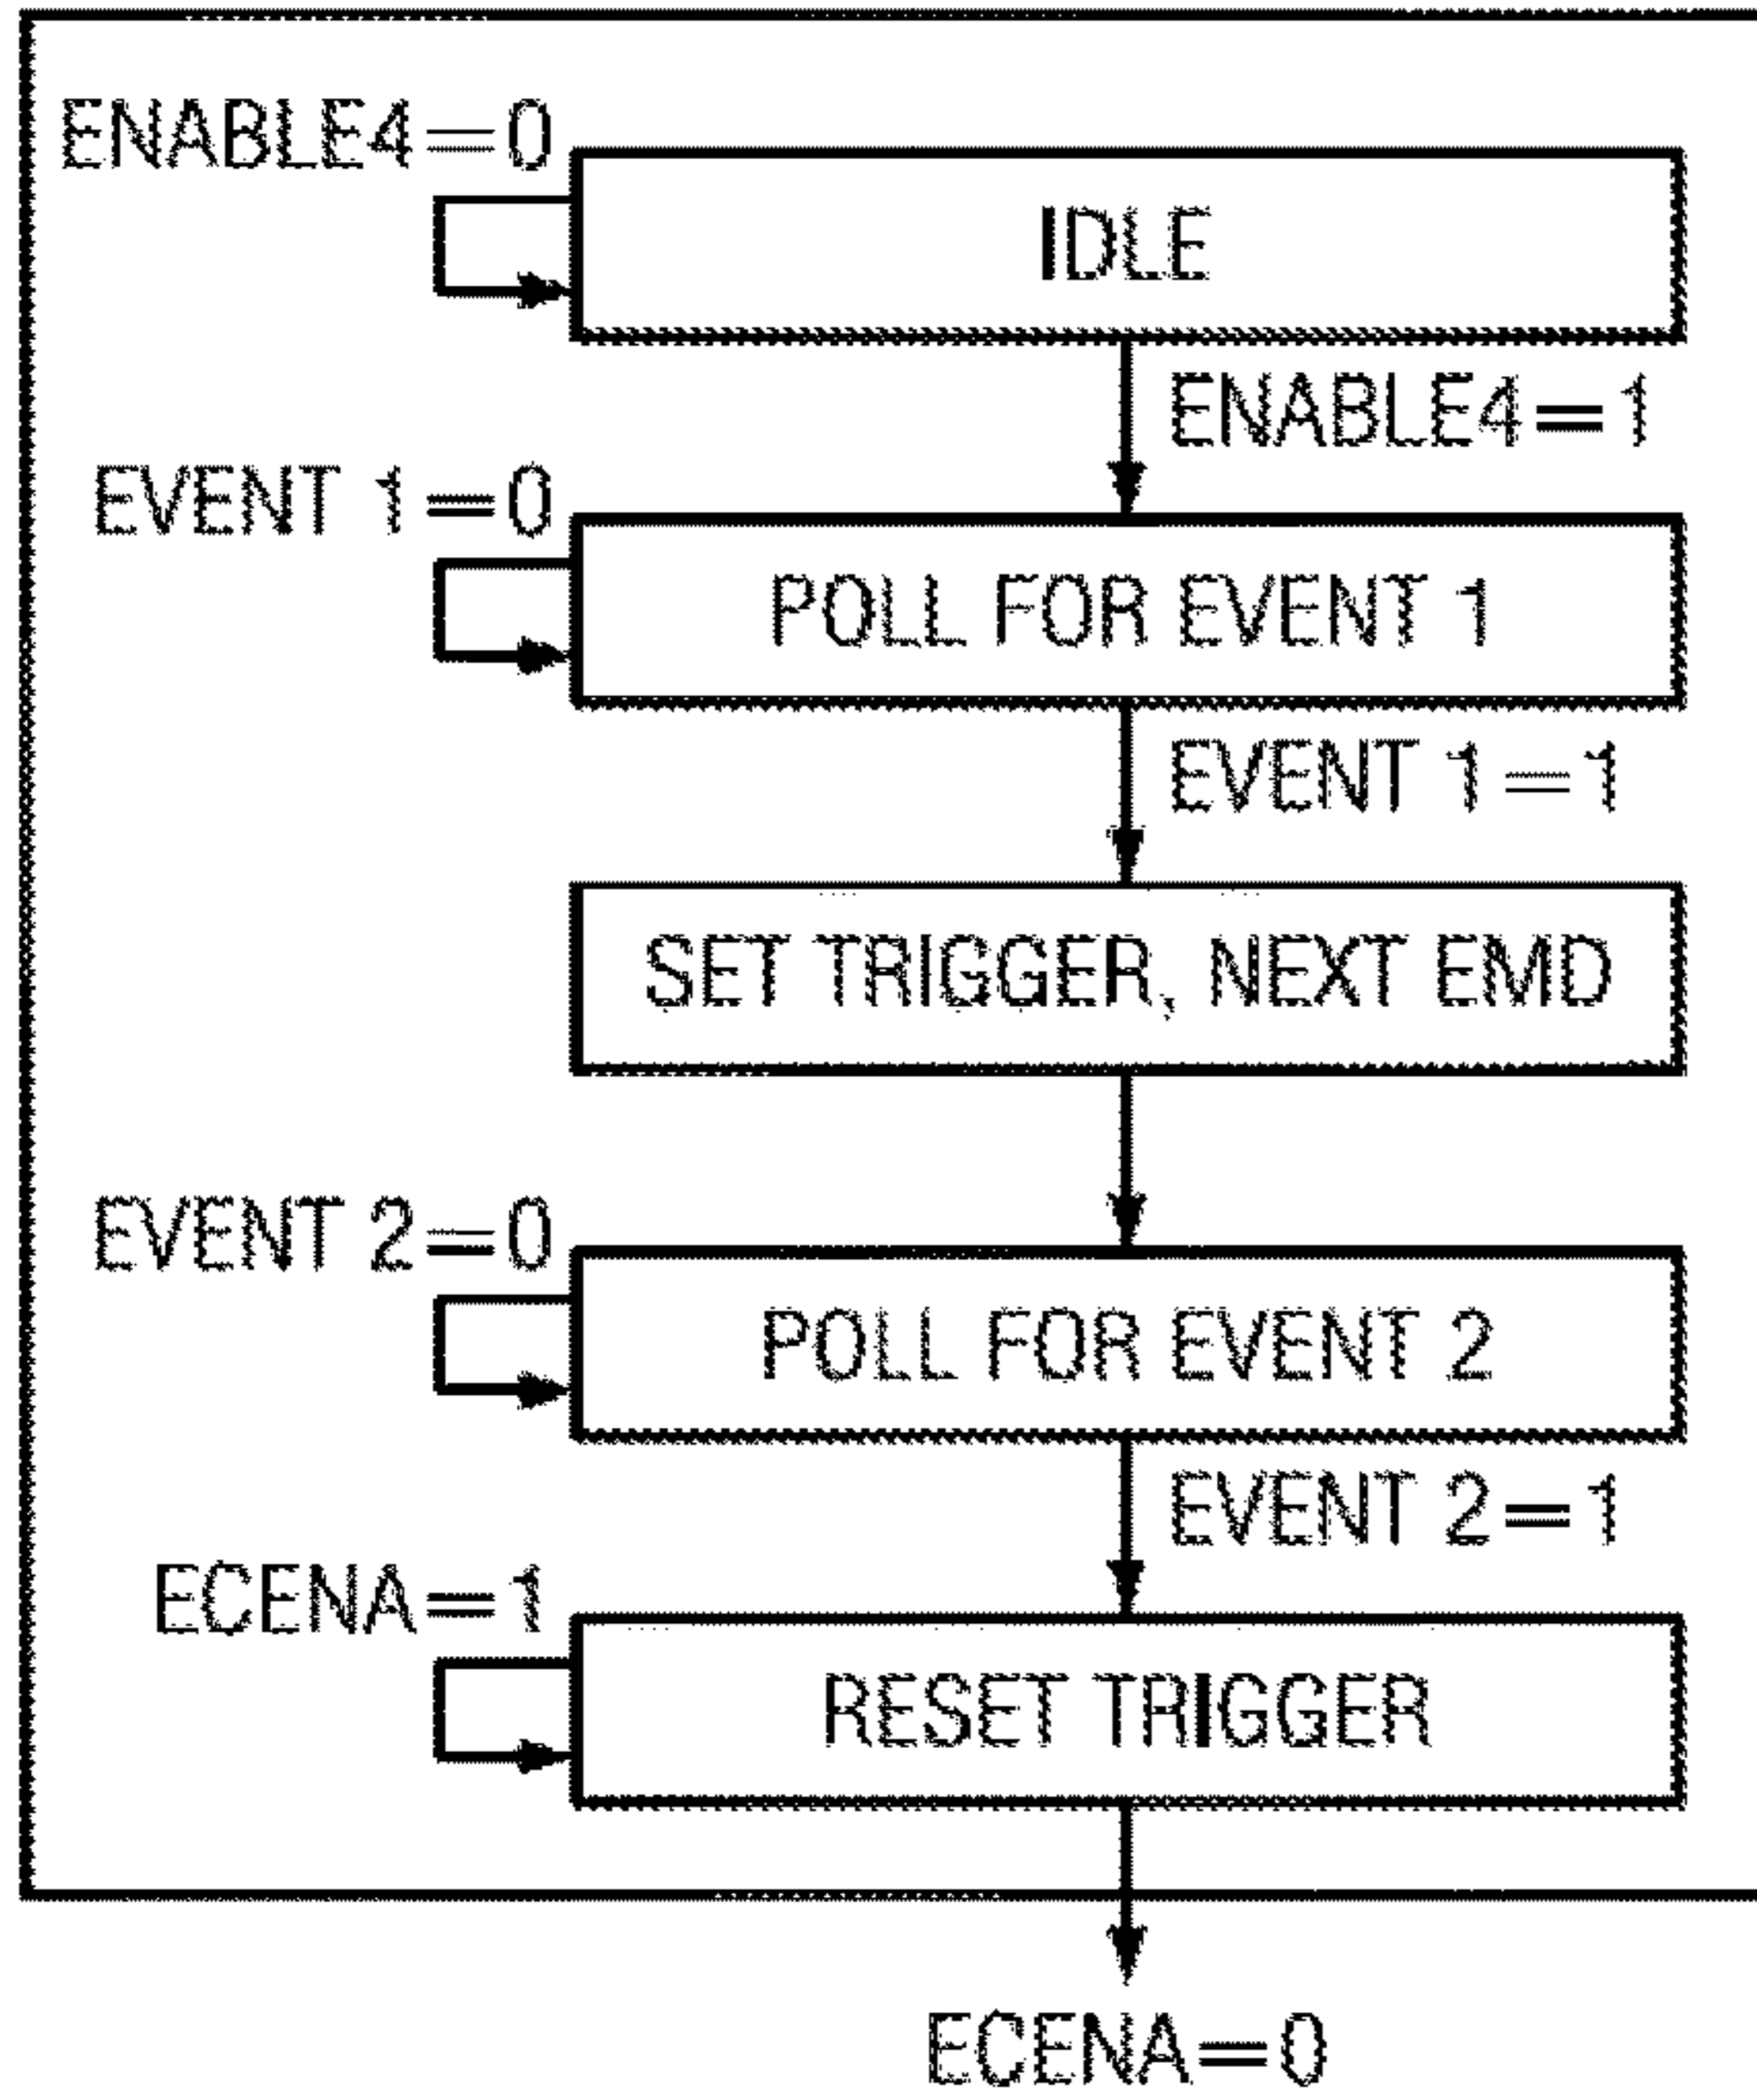 ENABLE4=0
IDLE
ENABLE4=1
EVENT 1=0
POLL FOR EVENT 1
EVENT 1=1
SET TRIGGER, NEXT EMD
EVENT 2=0
POLL FOR EVENT 2
EVENT 2=1
ECENA=1
RESET TRIGGER
ECENA=0